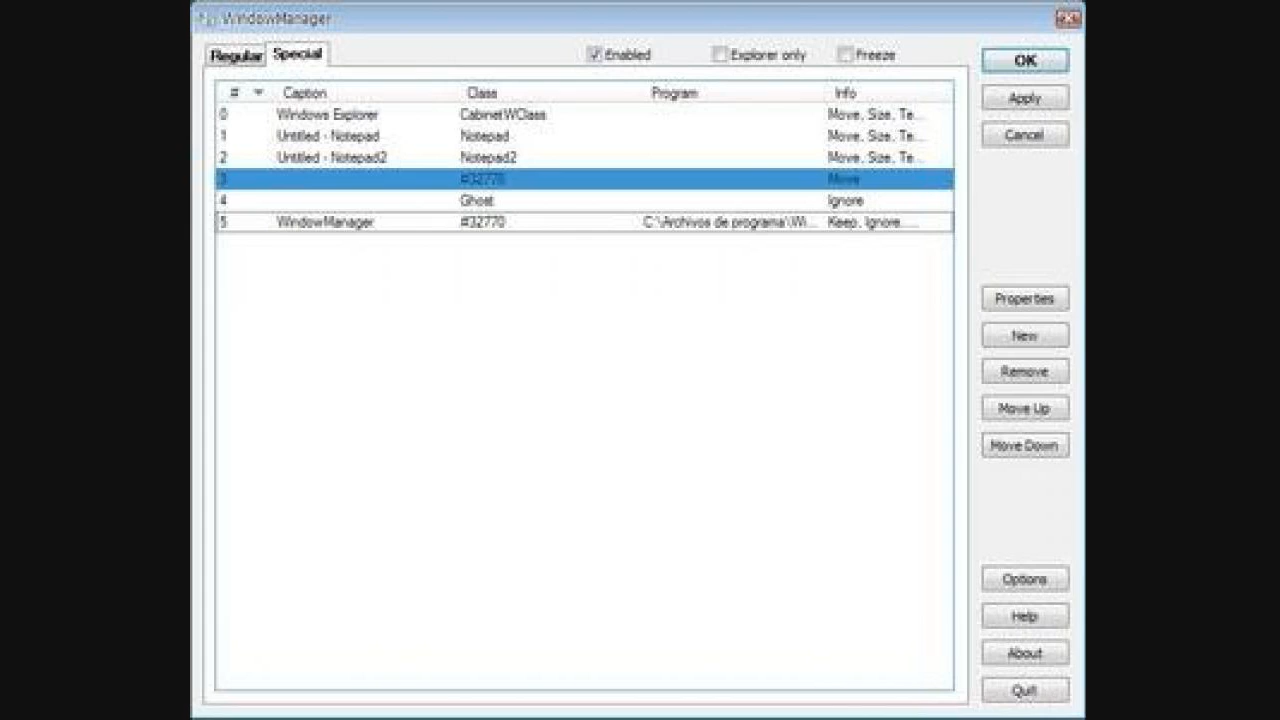 WindowManager
Regular Special Enabled Explorer only Freeze
# Caption Class Program Info
0 Windows Explorer CabinetWClass Move, Size, Te...
1 Untitled - Notepad Notepad Move, Size, Te...
2 Untitled - Notepad2 Notepad2 Move, Size, Te...
3 #32770 Move
4 Ghost Ignore
5 WindowManager #32770 C:\Archivos de programa\Wi... Keep, Ignore, ...
OK
Apply
Cancel
Properties
New
Remove
Move Up
Move Down
Options
Help
About
Quit